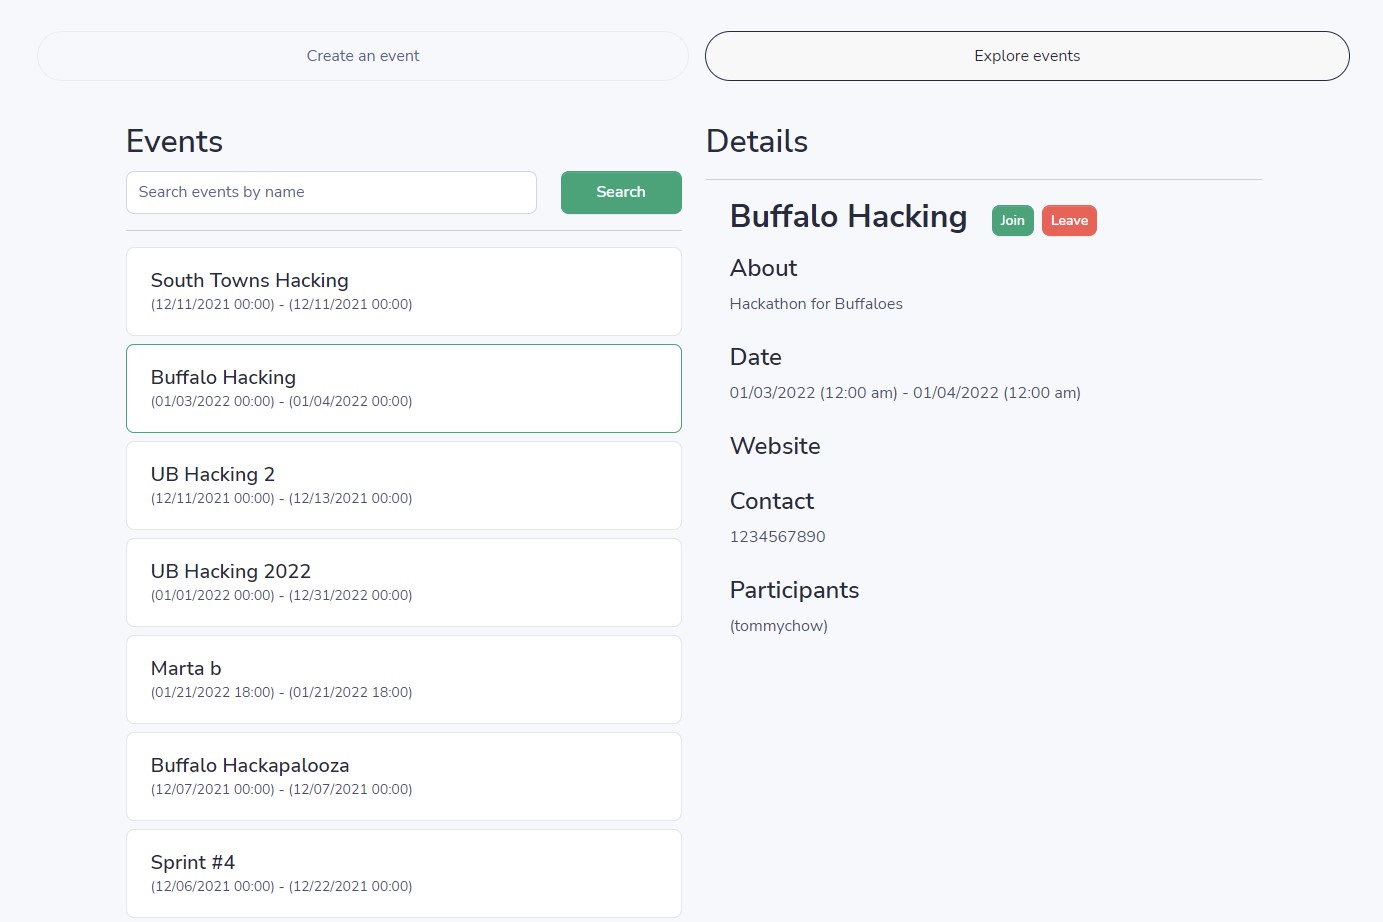 Create an event
Explore events
Events
Search events by name
Search
South Towns Hacking
(12/11/2021 00:00) - (12/11/2021 00:00)
Buffalo Hacking
(01/03/2022 00:00) - (01/04/2022 00:00)
UB Hacking 2
(12/11/2021 00:00) - (12/13/2021 00:00)
UB Hacking 2022
(01/01/2022 00:00) - (12/31/2022 00:00)
Marta b
(01/21/2022 18:00) - (01/21/2022 18:00)
Buffalo Hackapalooza
(12/07/2021 00:00) - (12/07/2021 00:00)
Sprint #4
(12/06/2021 00:00) - (12/22/2021 00:00)
Details
Buffalo Hacking
Join
Leave
About
Hackathon for Buffaloes
Date
01/03/2022 (12:00 am) - 01/04/2022 (12:00 am)
Website
Contact
1234567890
Participants
(tommychow)